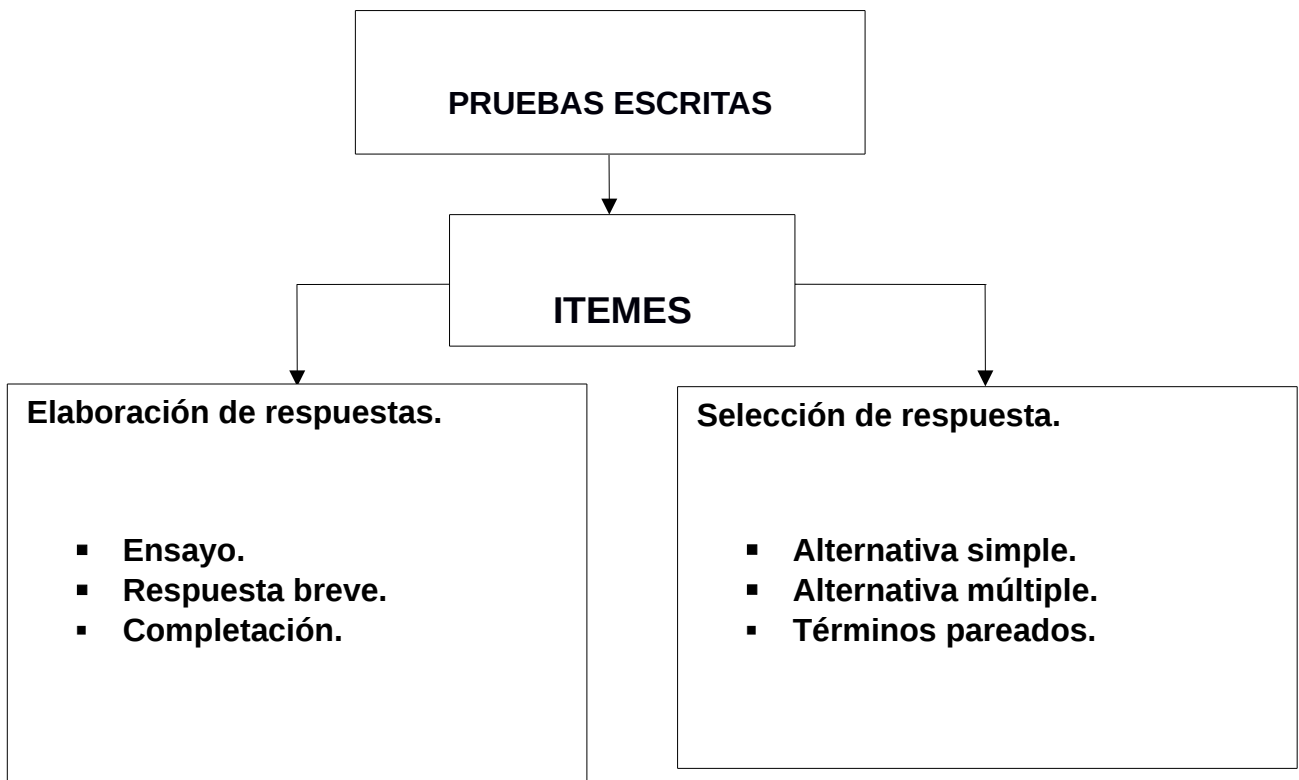 PRUEBAS ESCRITAS
ITEMES
Elaboración de respuestas.
▪ Ensayo.
▪ Respuesta breve.
▪ Completación.
Selección de respuesta.
▪ Alternativa simple.
▪ Alternativa múltiple.
▪ Términos pareados.